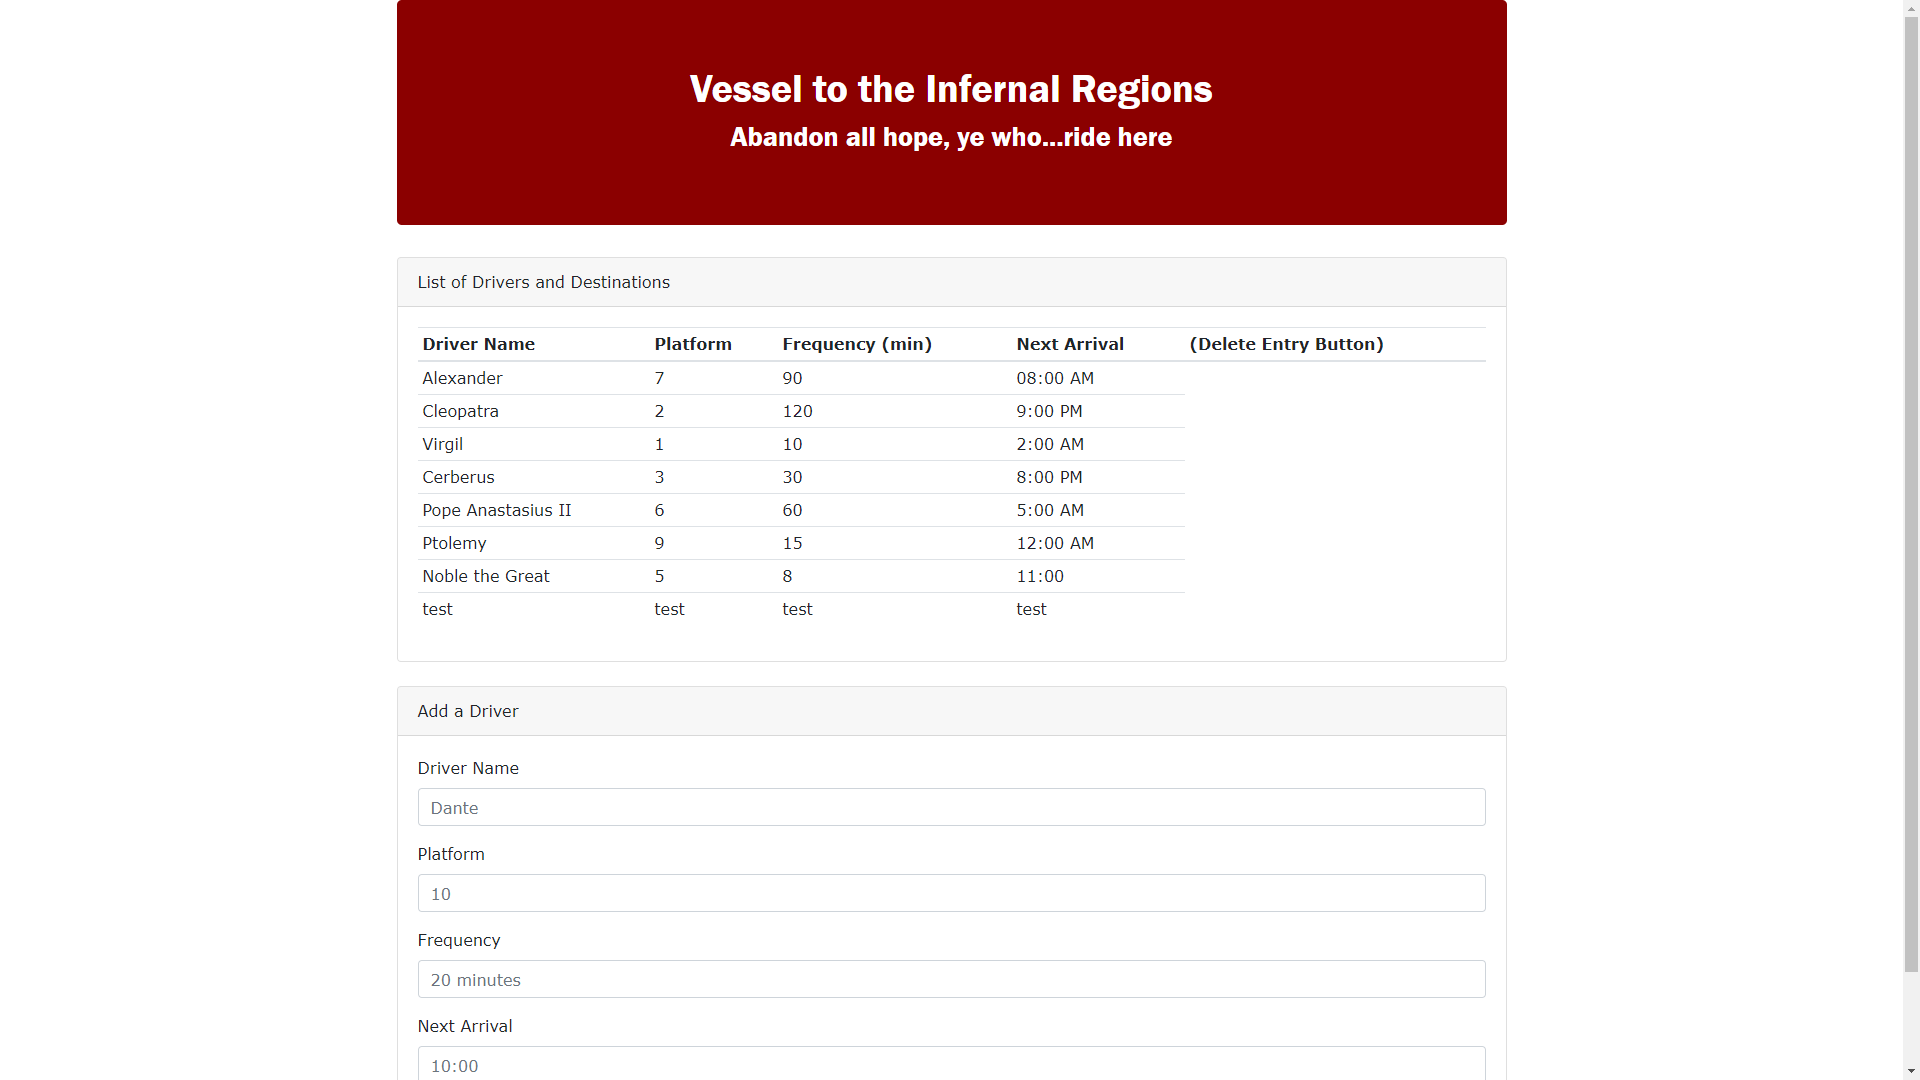 Vessel to the Infernal Regions
Abandon all hope, ye who...ride here
List of Drivers and Destinations
Driver Name Platform Frequency (min) Next Arrival (Delete Entry Button)
Alexander 7 90 08:00 AM
Cleopatra 2 120 9:00 PM
Virgil 1 10 2:00 AM
Cerberus 3 30 8:00 PM
Pope Anastasius II 6 60 5:00 AM
Ptolemy 9 15 12:00 AM
Noble the Great 5 8 11:00
test test test test
Add a Driver
Driver Name
Dante
Platform
10
Frequency
20 minutes
Next Arrival
10:00